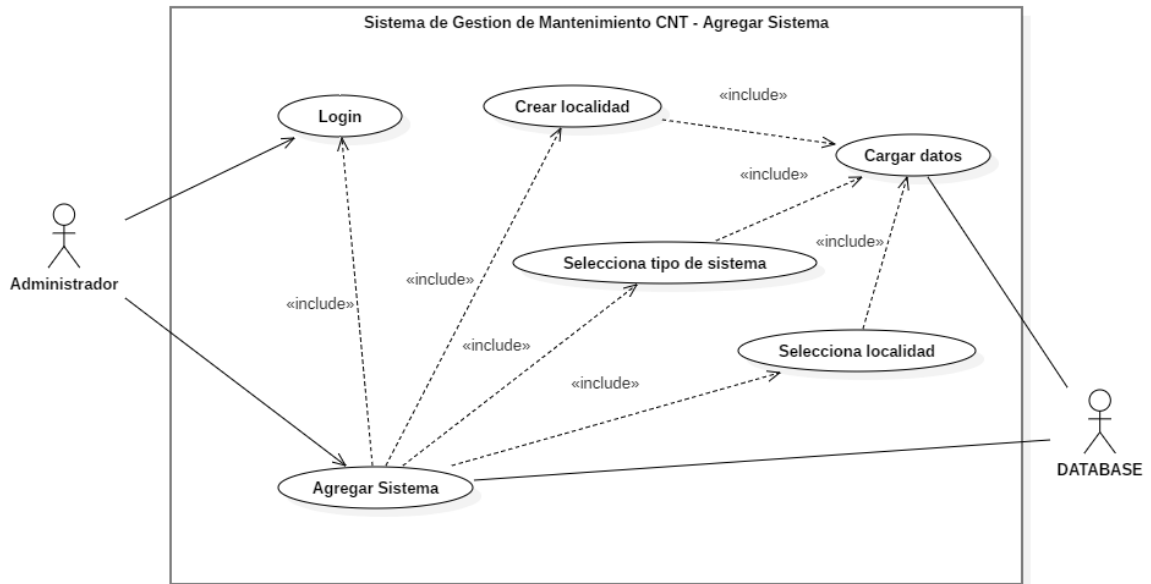 Sistema de Gestion de Mantenimiento CNT - Agregar Sistema
«include»
Crear localidad
Login
Cargar datos
«include»
«include»
Selecciona tipo de sistema
«include»
Administrador
«include»
«include»
Selecciona localidad
«include»
DATABASE
Agregar Sistema